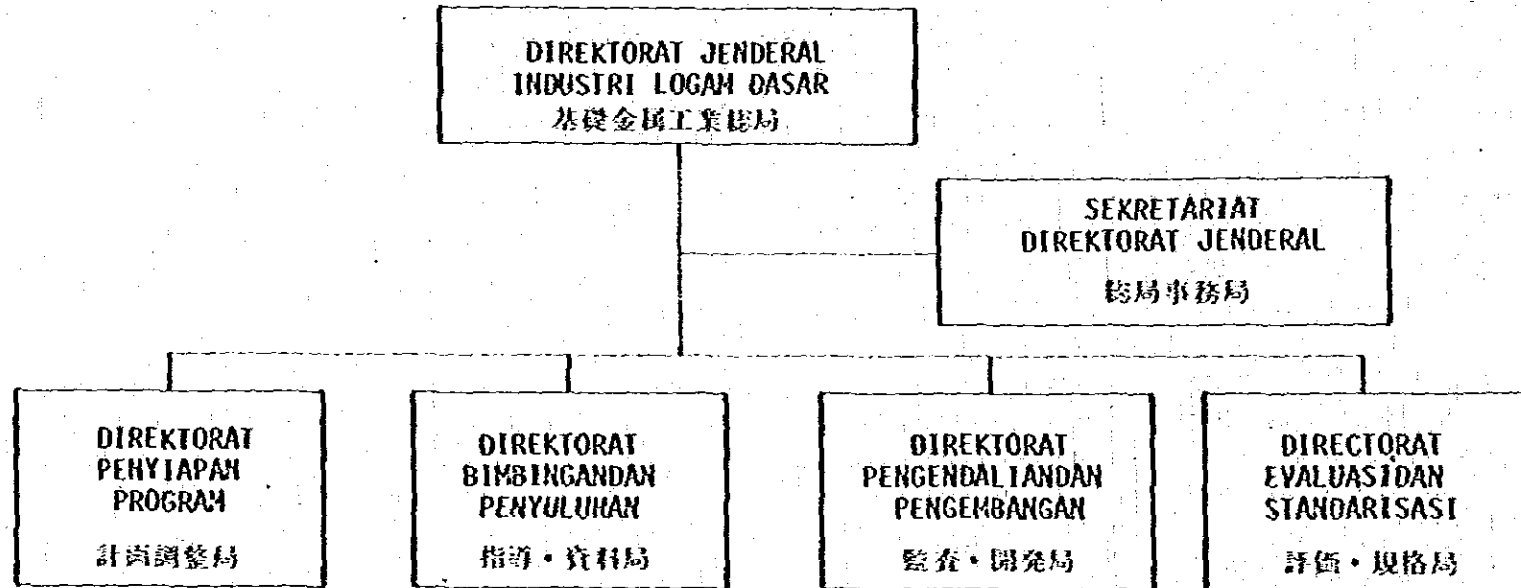 DIREKTORAT JENDERAL
INDUSTRI LOGAM DASAR
基礎金属工業総局
SEKRETARIAT
DIREKTORAT JENDERAL
総局事務局
DIREKTORAT
PENYIAPAN
PROGRAM
計画調整局
DIREKTORAT
BIMBINGANDAN
PENYULUHAN
指導・資料局
DIREKTORAT
PENGENDALIANDAN
PENGEMBANGAN
監査・開発局
DIRECTORAT
EVALUASIDAN
STANDARISASI
評価・規格局